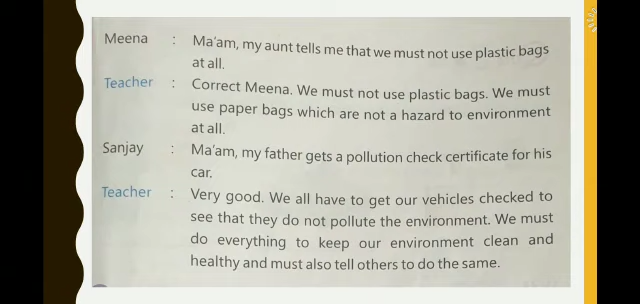 Meena : Ma'am, my aunt tells me that we must not use plastic bags
at all.
Teacher : Correct Meena. We must not use plastic bags. We must
use paper bags which are not a hazard to environment
at all.
Sanjay : Ma'am, my father gets a pollution check certificate for his
car.
Teacher : Very good. We all have to get our vehicles checked to
see that they do not pollute the environment. We must
do everything to keep our environment clean and
healthy and must also tell others to do the same.